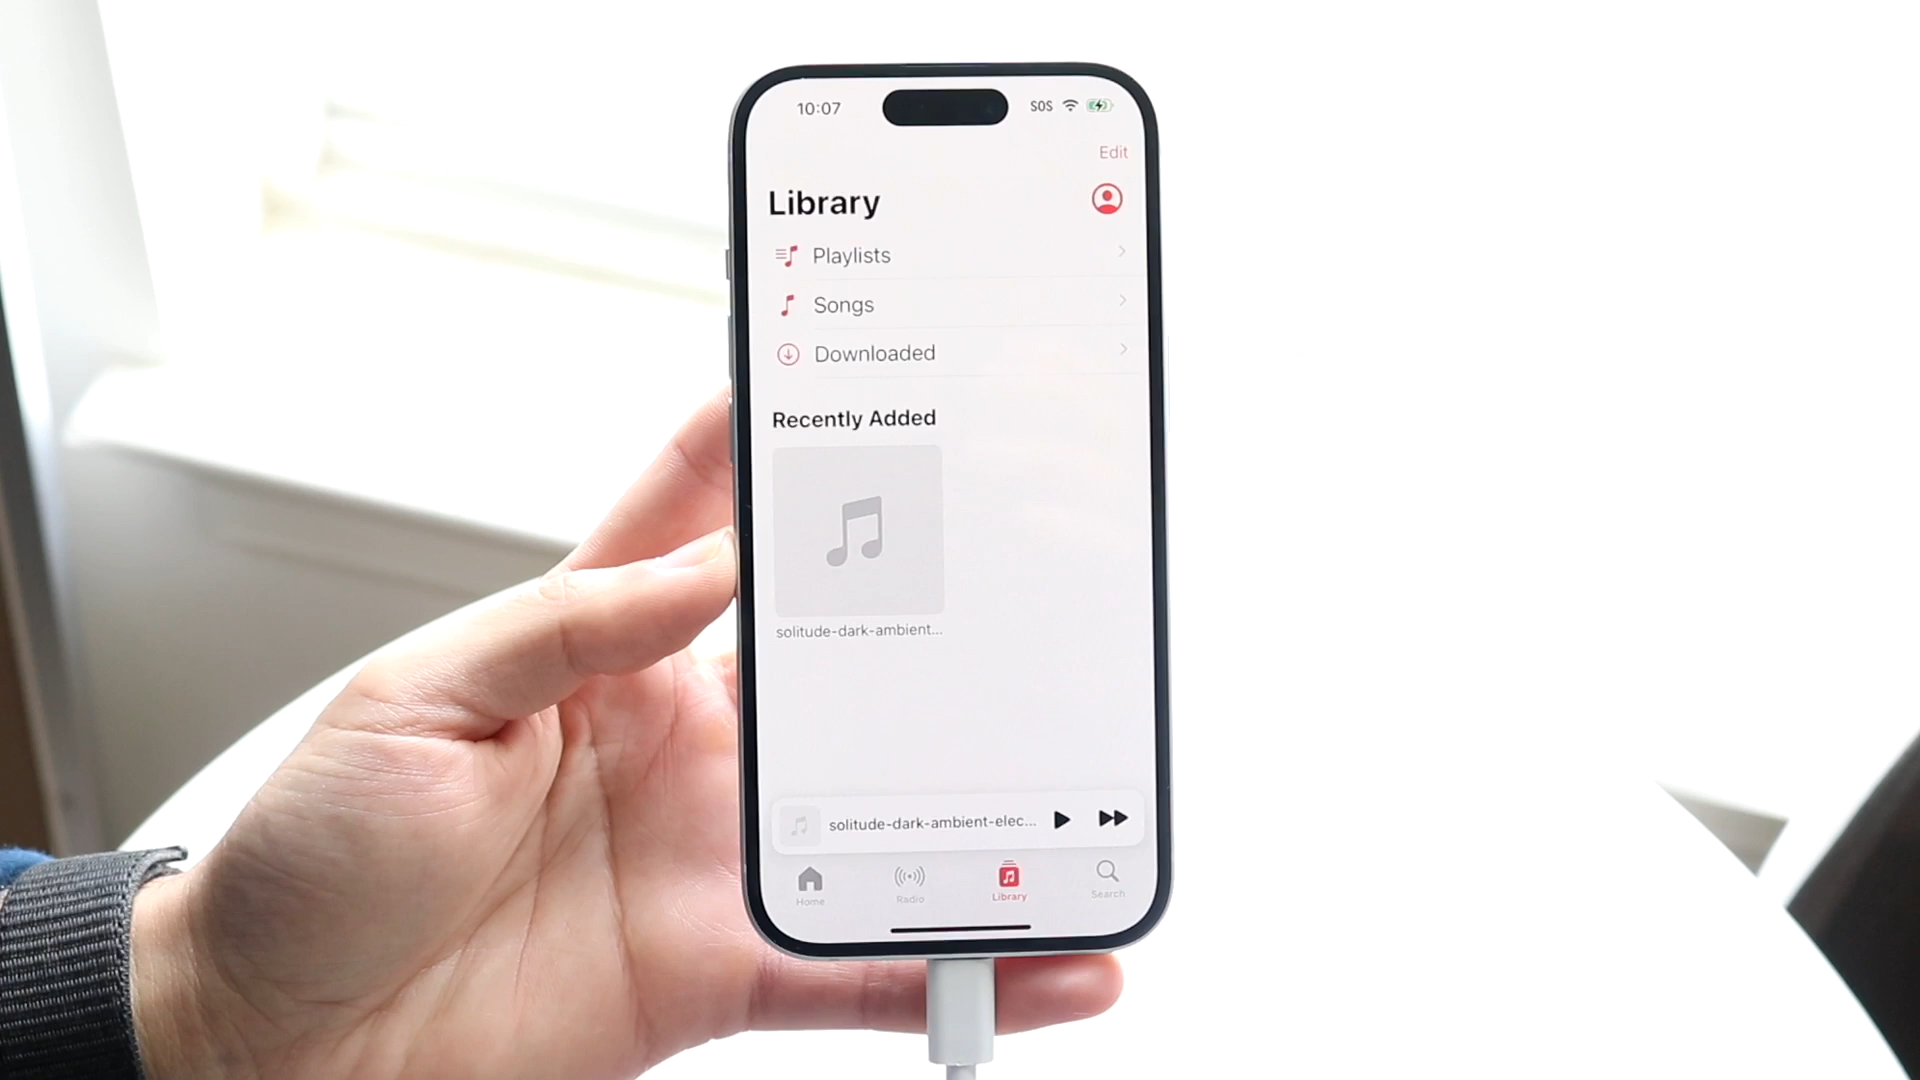 10:07 SOS
Edit
Library
Playlists
Songs
Downloaded
Recently Added
solitude-dark-ambient...
solitude-dark-ambient-elec...
Home Radio Library Search